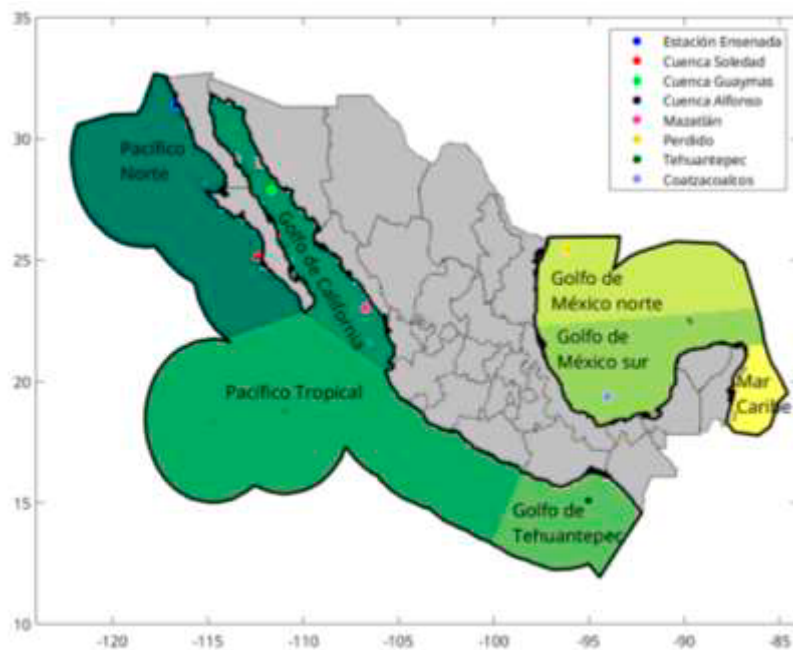 35
30
25
20
15
10
-120
-115
-110
-105
-100
-95
-90
-85
Estación Ensenada
Cuenca Soledad
Cuenca Guaymas
Cuenca Alfonso
Mazatlán
Perdido
Tehuantepec
Coatzacoalcos
Pacífico
Norte
Golfo de California
Golfo de
México norte
Golfo de
México sur
Mar
Caribe
Pacífico Tropical
Golfo de
Tehuantepec